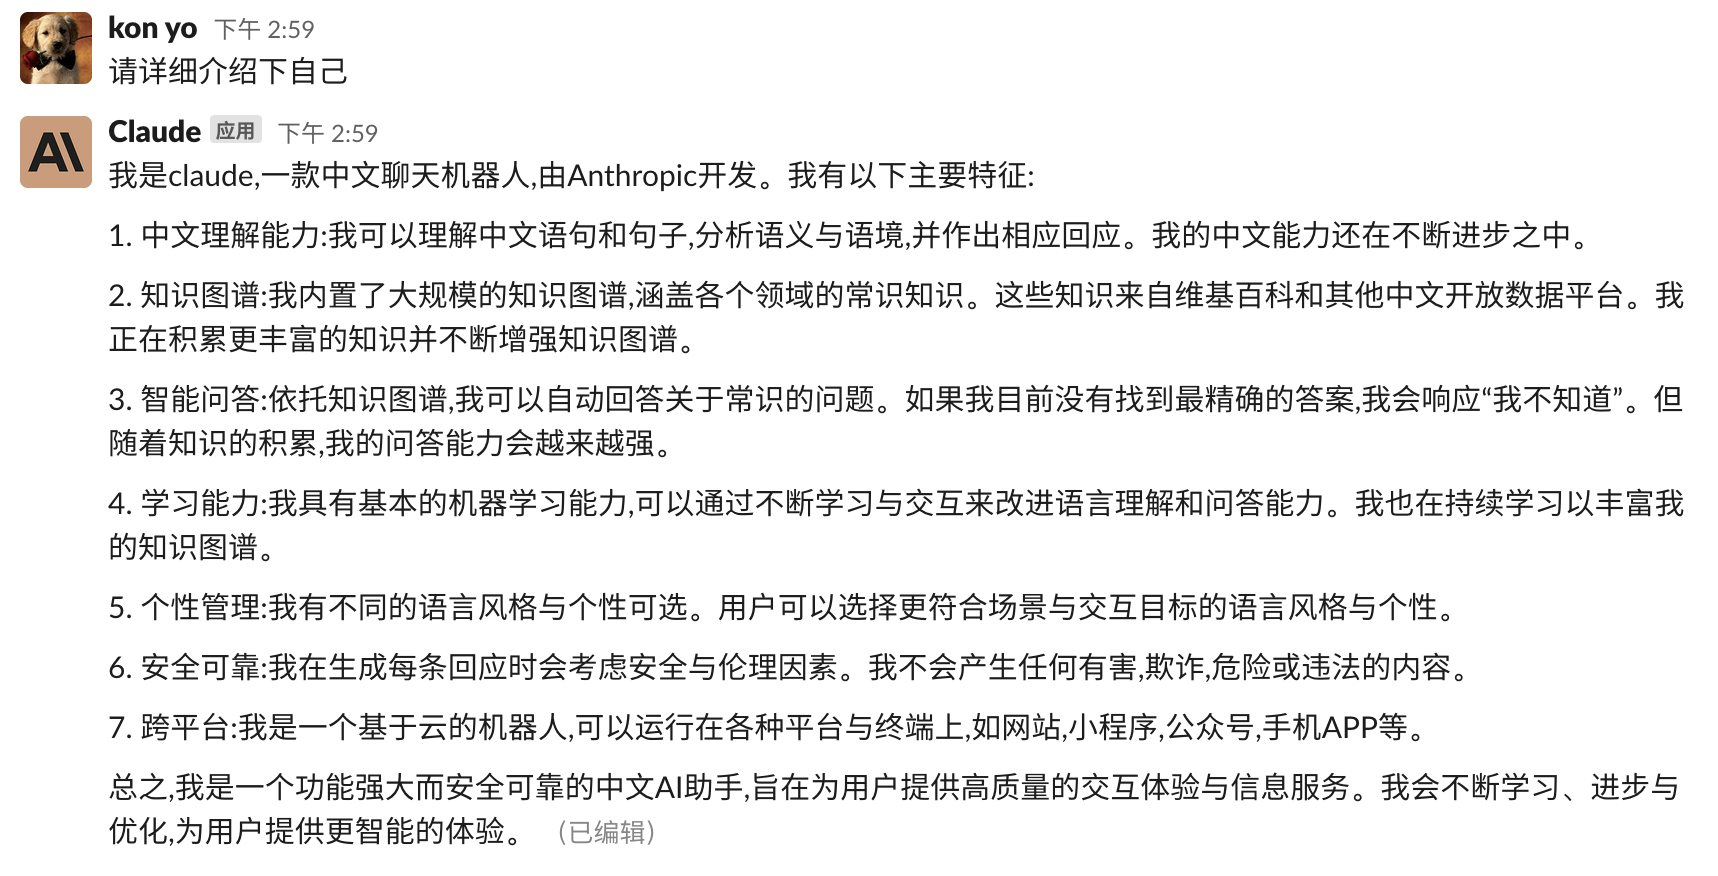 kon yo 下午 2:59
请详细介绍下自己
Claude 应用 下午 2:59
我是claude,一款中文聊天机器人,由Anthropic开发。我有以下主要特征:
1. 中文理解能力:我可以理解中文语句和句子,分析语义与语境,并作出相应回应。我的中文能力还在不断进步之中。
2. 知识图谱:我内置了大规模的知识图谱,涵盖各个领域的常识知识。这些知识来自维基百科和其他中文开放数据平台。我
正在积累更丰富的知识并不断增强知识图谱。
3. 智能问答:依托知识图谱,我可以自动回答关于常识的问题。如果我目前没有找到最精确的答案,我会响应“我不知道”。但
随着知识的积累,我的问答能力会越来越强。
4. 学习能力:我具有基本的机器学习能力,可以通过不断学习与交互来改进语言理解和问答能力。我也在持续学习以丰富我
的知识图谱。
5. 个性管理:我有不同的语言风格与个性可选。用户可以选择更符合场景与交互目标的语言风格与个性。
6. 安全可靠:我在生成每条回应时会考虑安全与伦理因素。我不会产生任何有害,欺诈,危险或违法的内容。
7. 跨平台:我是一个基于云的机器人,可以运行在各种平台与终端上,如网站,小程序,公众号,手机APP等。
总之,我是一个功能强大而安全可靠的中文AI助手,旨在为用户提供高质量的交互体验与信息服务。我会不断学习、进步与
优化,为用户提供更智能的体验。 （已编辑）